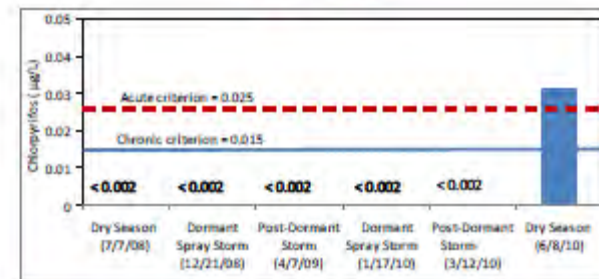 0.05
0.04
0.03
0.02
0.01
0
Chlorpyrifos (µg/L)
Acute criterion = 0.025
Chronic criterion = 0.015
<0.002 <0.002 <0.002 <0.002 <0.002
Dry Season Dormant Post-Dormant Dormant Post-Dormant Dry Season
(7/7/08) Spray Storm Storm Spray Storm Storm (6/8/10)
(12/21/08) (4/7/09) (1/17/10) (3/12/10)